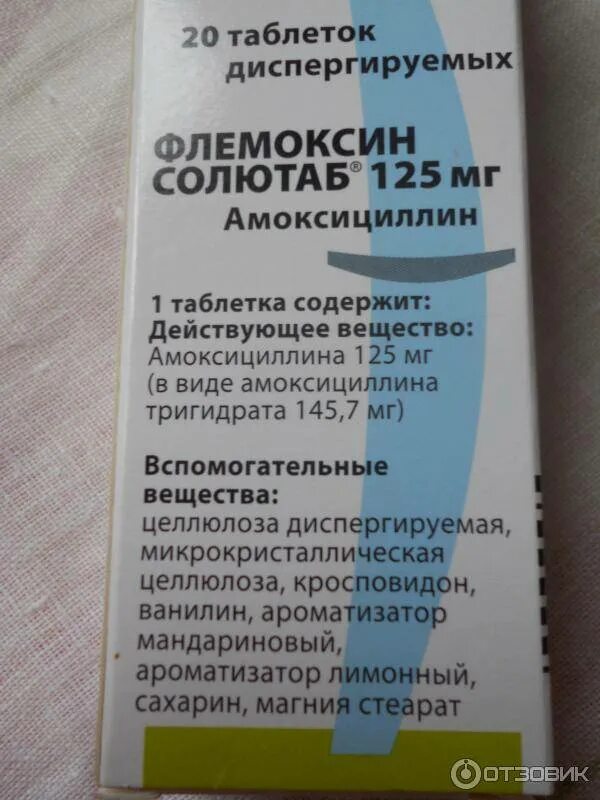 20 таблеток
диспергируемых
ФЛЕМОКСИН
СОЛЮТАБ® 125 мг
Амоксициллин
1 таблетка содержит:
Действующее вещество:
Амоксициллина 125 мг
(в виде амоксициллина
тригидрата 145,7 мг)
Вспомогательные
вещества:
целлюлоза диспергируемая,
микрокристаллическая
целлюлоза, кросповидон,
ванилин, ароматизатор
мандариновый,
ароматизатор лимонный,
сахарин, магния стеарат
ОТЗОВИК